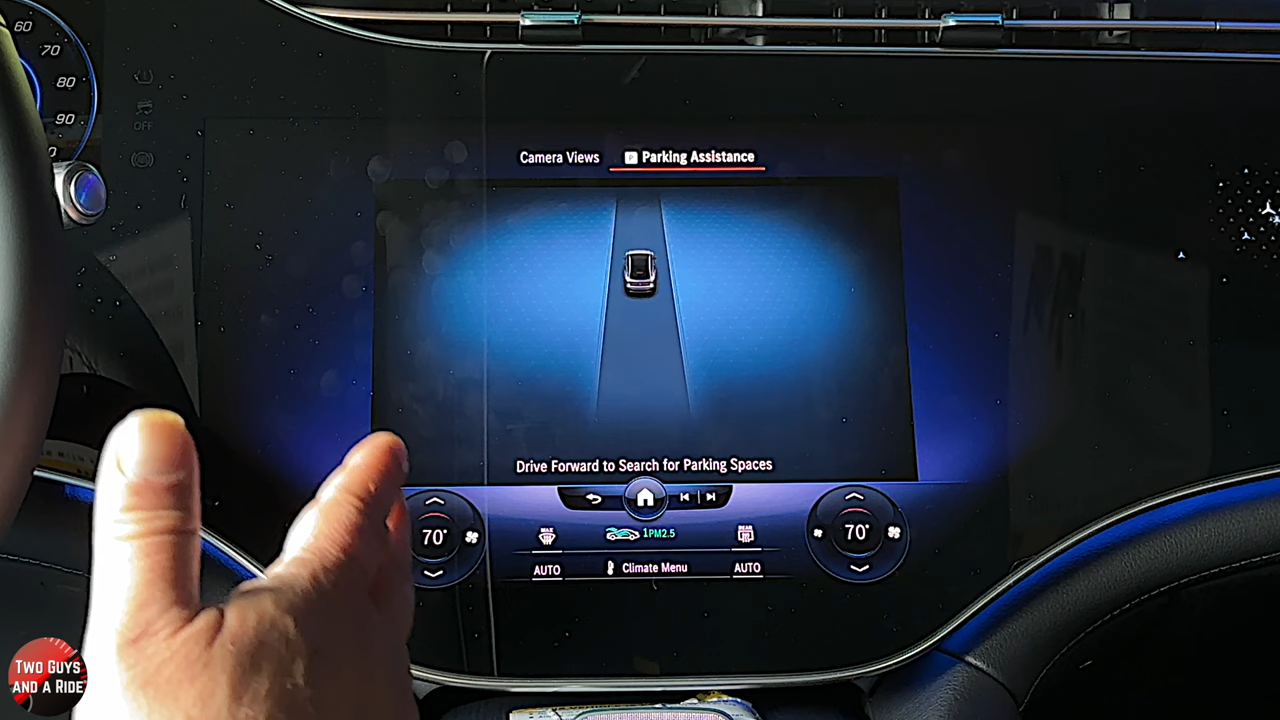 60
70
80
90
OFF
Camera Views
P Parking Assistance
Drive Forward to Search for Parking Spaces
70°
MAX
1PM2.5
REAR
70°
AUTO
Climate Menu
AUTO
TWO GUYS
AND A RIDE